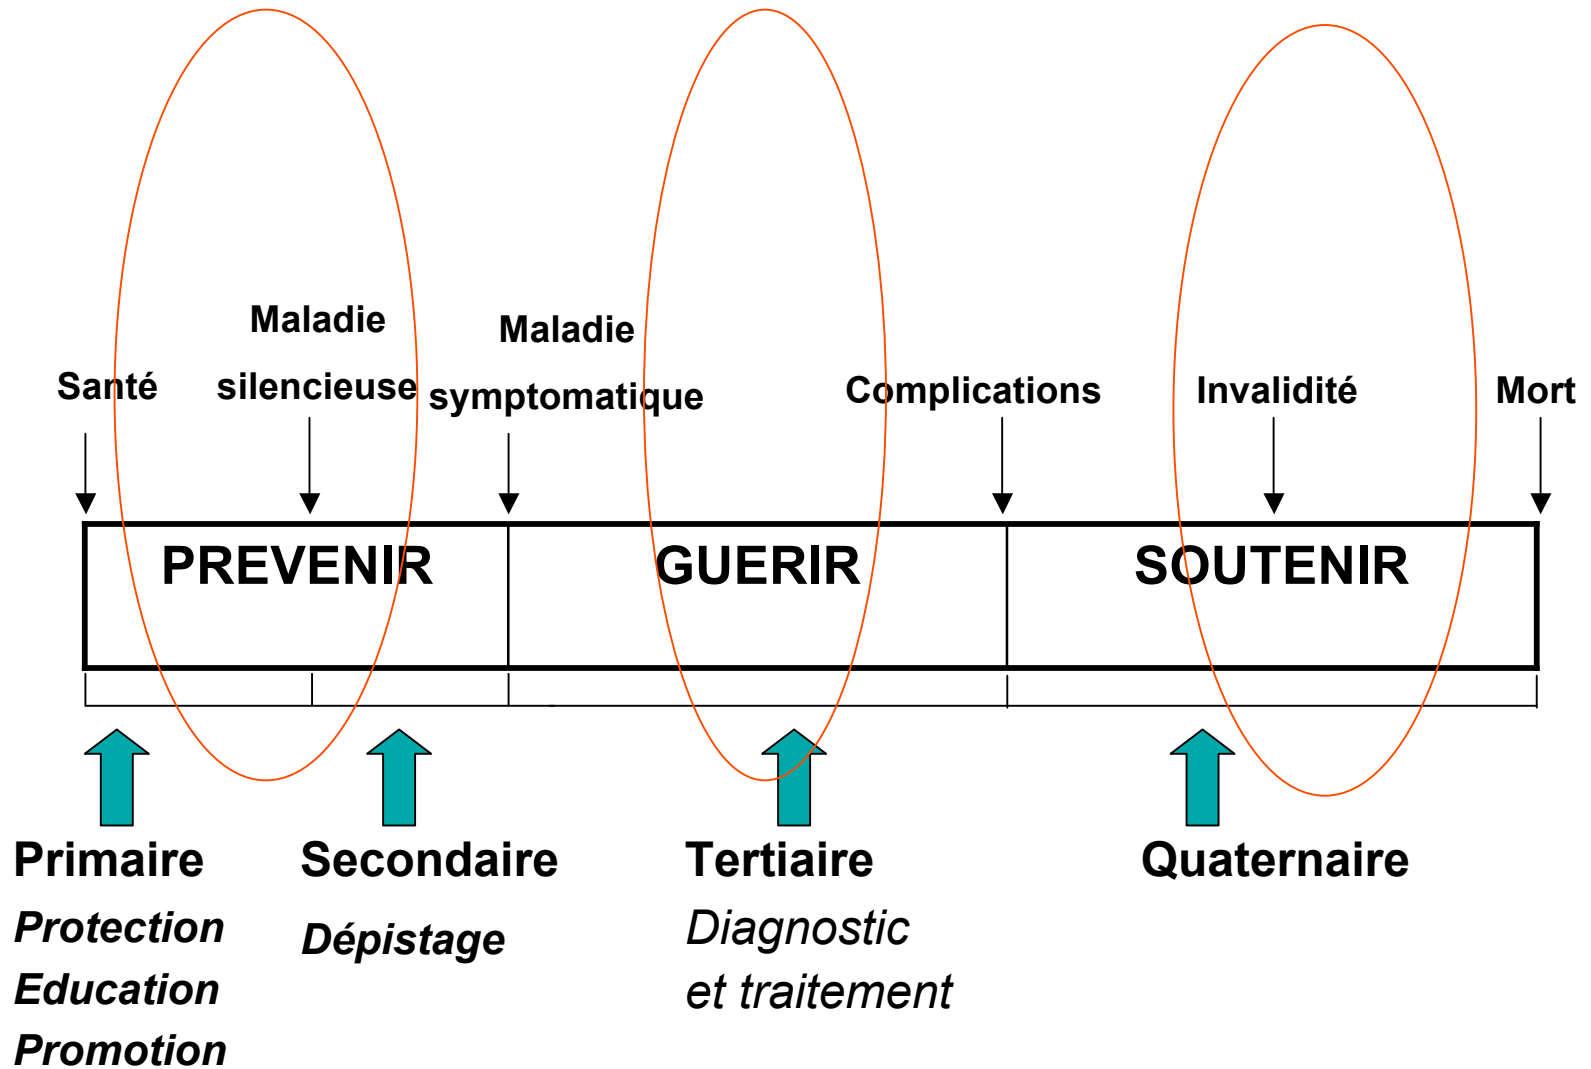 Santé
Maladie
silencieuse
Maladie
symptomatique
Complications
Invalidité
Mort
PREVENIR
GUERIR
SOUTENIR
Primaire
Protection
Education
Promotion
Secondaire
Dépistage
Tertiaire
Diagnostic
et traitement
Quaternaire